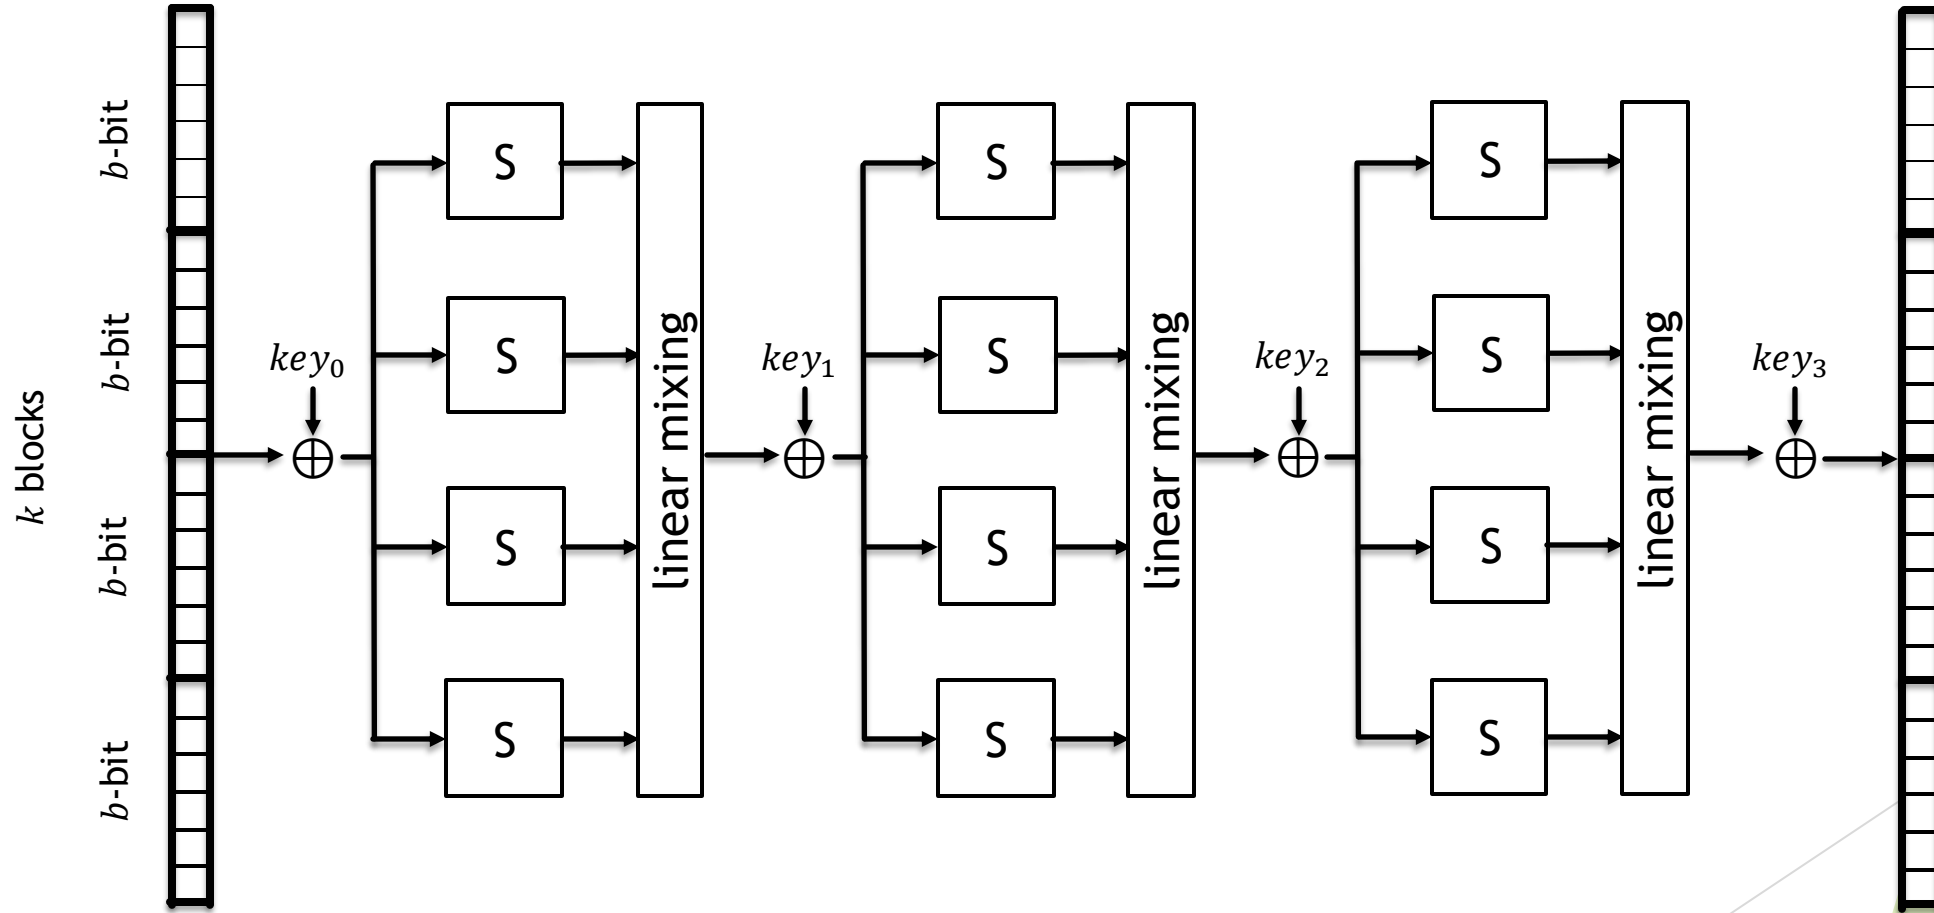 k blocks
b-bit
b-bit
b-bit
b-bit
key₀
S
S
S
S
linear mixing
key₁
S
S
S
S
linear mixing
key₂
S
S
S
S
linear mixing
key₃